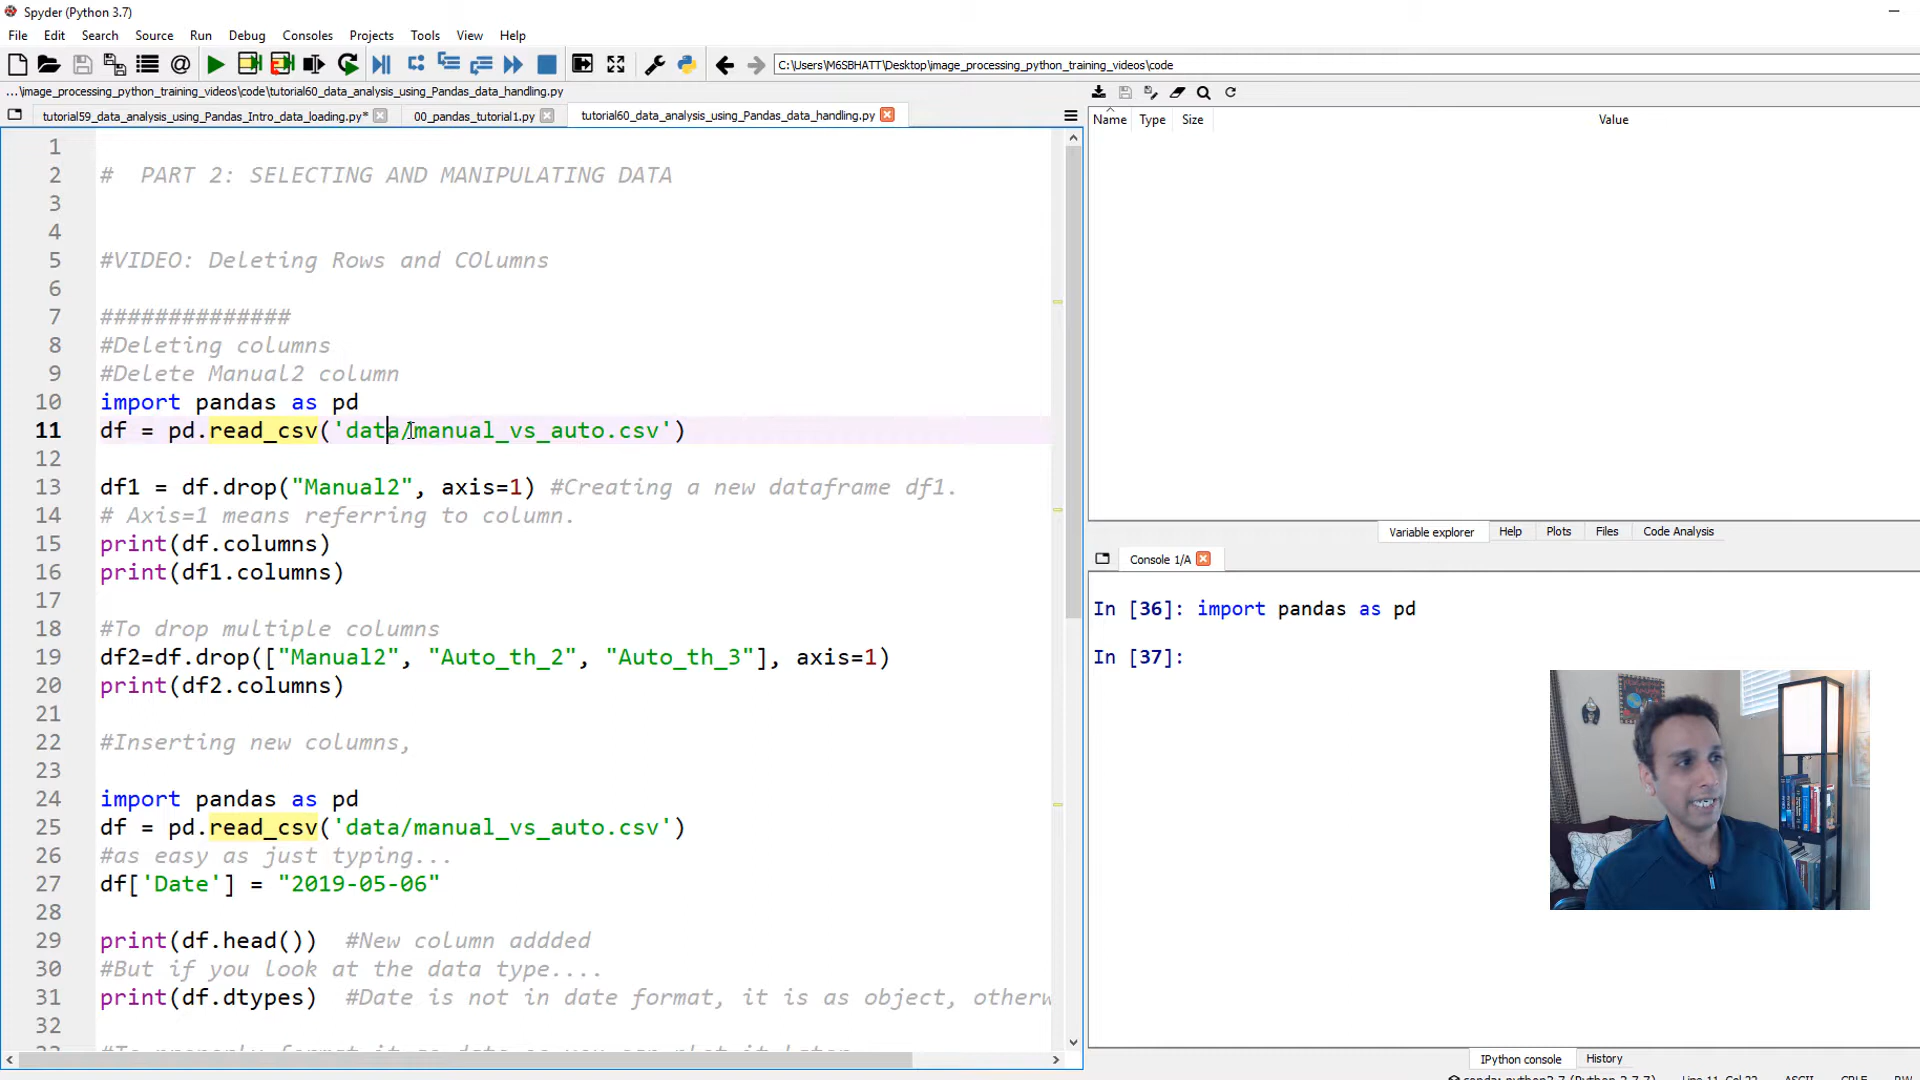 Spyder (Python 3.7)
File Edit Search Source Run Debug Consoles Projects Tools View Help
C:\Users\M6SBHATT\Desktop\image_processing_python_training_videos\code
...\image_processing_python_training_videos\code\tutorial60_data_analysis_using_Pandas_data_handling.py
tutorial59_data_analysis_using_Pandas_Intro_data_loading.py* 00_pandas_tutorial1.py tutorial60_data_analysis_using_Pandas_data_handling.py
1
2 # PART 2: SELECTING AND MANIPULATING DATA
3
4
5 #VIDEO: Deleting Rows and COlumns
6
7 ##############
8 #Deleting columns
9 #Delete Manual2 column
10 import pandas as pd
11 df = pd.read_csv('data/manual_vs_auto.csv')
12
13 df1 = df.drop("Manual2", axis=1) #Creating a new dataframe df1.
14 # Axis=1 means referring to column.
15 print(df.columns)
16 print(df1.columns)
17
18 #To drop multiple columns
19 df2=df.drop(["Manual2", "Auto_th_2", "Auto_th_3"], axis=1)
20 print(df2.columns)
21
22 #Inserting new columns,
23
24 import pandas as pd
25 df = pd.read_csv('data/manual_vs_auto.csv')
26 #as easy as just typing...
27 df['Date'] = "2019-05-06"
28
29 print(df.head()) #New column addded
30 #But if you look at the data type....
31 print(df.dtypes) #Date is not in date format, it is as object, otherw
32
Name Type Size Value
Variable explorer Help Plots Files Code Analysis
Console 1/A
In [36]: import pandas as pd
In [37]:
IPython console History